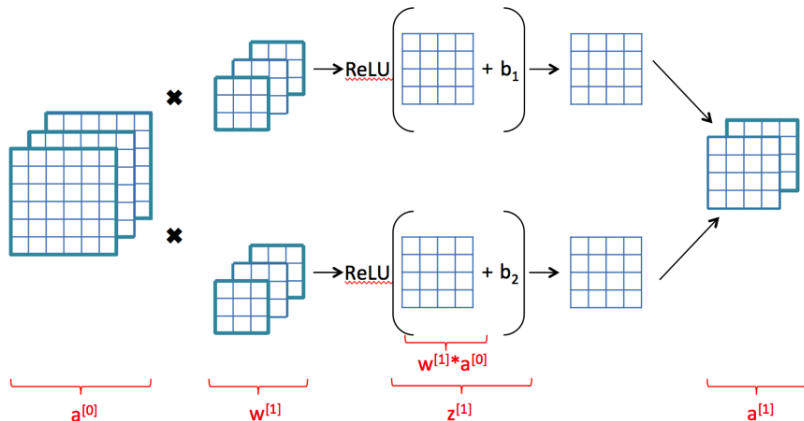 ✖ ReLU + b₁
✖ ReLU + b₂
w[1]*a[0]
a[0] w[1] z[1] a[1]